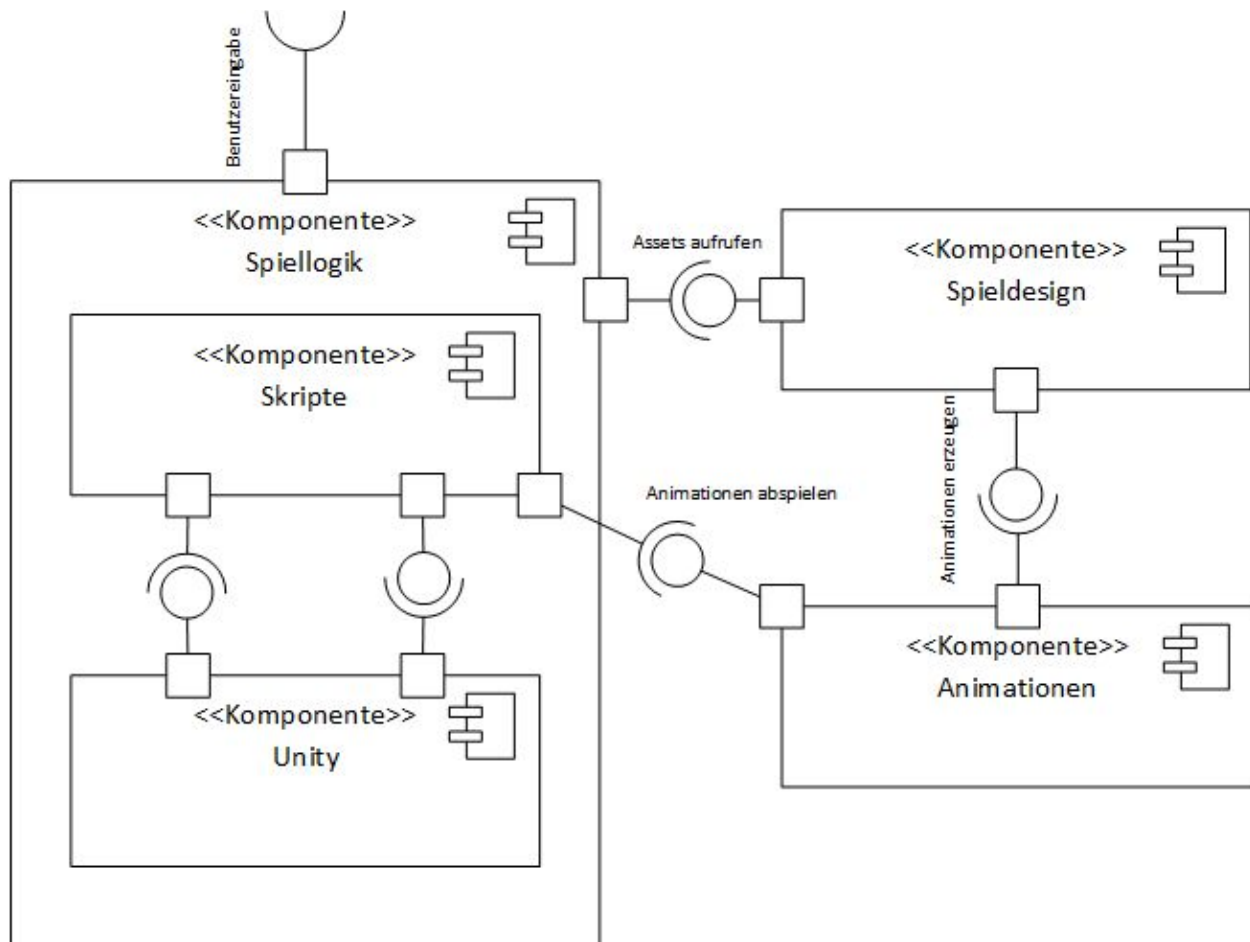 Benutzereingabe
<<Komponente>>
Spiellogik
Assets aufrufen
<<Komponente>>
Spieldesign
<<Komponente>>
Skripte
Animationen abspielen
Animationen erzeugen
<<Komponente>>
Animationen
<<Komponente>>
Unity